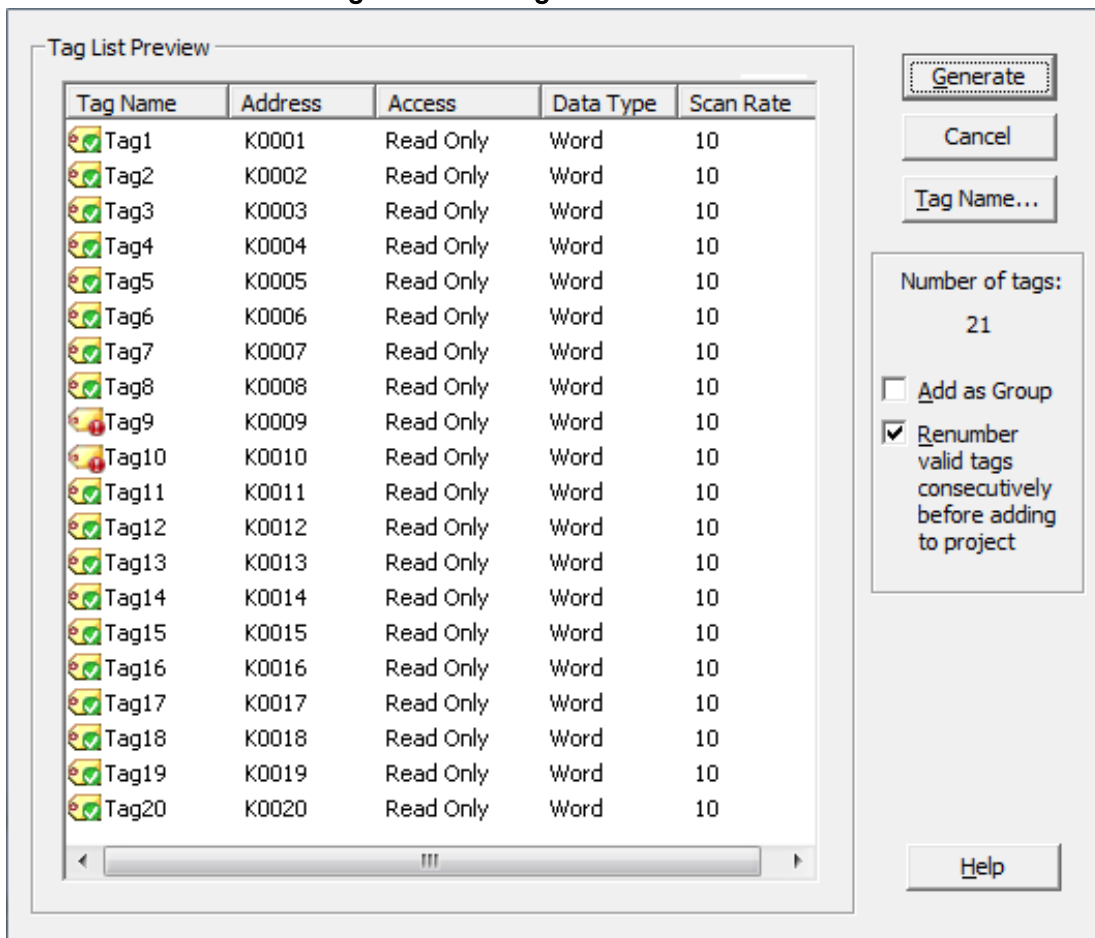 Tag List Preview
Tag Name Address Access Data Type Scan Rate
Tag1 K0001 Read Only Word 10
Tag2 K0002 Read Only Word 10
Tag3 K0003 Read Only Word 10
Tag4 K0004 Read Only Word 10
Tag5 K0005 Read Only Word 10
Tag6 K0006 Read Only Word 10
Tag7 K0007 Read Only Word 10
Tag8 K0008 Read Only Word 10
Tag9 K0009 Read Only Word 10
Tag10 K0010 Read Only Word 10
Tag11 K0011 Read Only Word 10
Tag12 K0012 Read Only Word 10
Tag13 K0013 Read Only Word 10
Tag14 K0014 Read Only Word 10
Tag15 K0015 Read Only Word 10
Tag16 K0016 Read Only Word 10
Tag17 K0017 Read Only Word 10
Tag18 K0018 Read Only Word 10
Tag19 K0019 Read Only Word 10
Tag20 K0020 Read Only Word 10
Generate
Cancel
Tag Name...
Number of tags:
21
Add as Group
Renumber
valid tags
consecutively
before adding
to project
Help